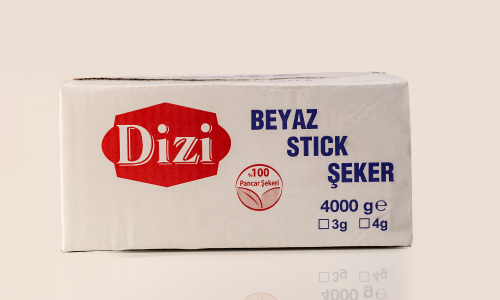 Dizi
BEYAZ
STICK
ŞEKER
%100
Pancar Şekeri
4000 g℮
☐3g ☐4g